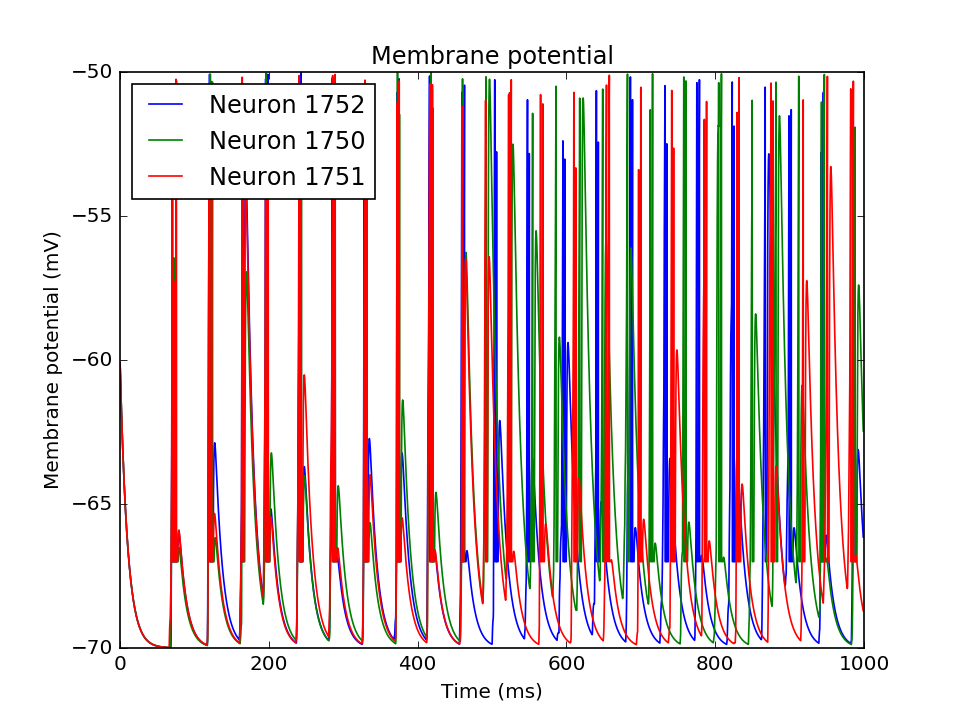 Membrane potential
Neuron 1752
Neuron 1750
Neuron 1751
Membrane potential (mV)
−50
−55
−60
−65
−70
0 200 400 600 800 1000
Time (ms)